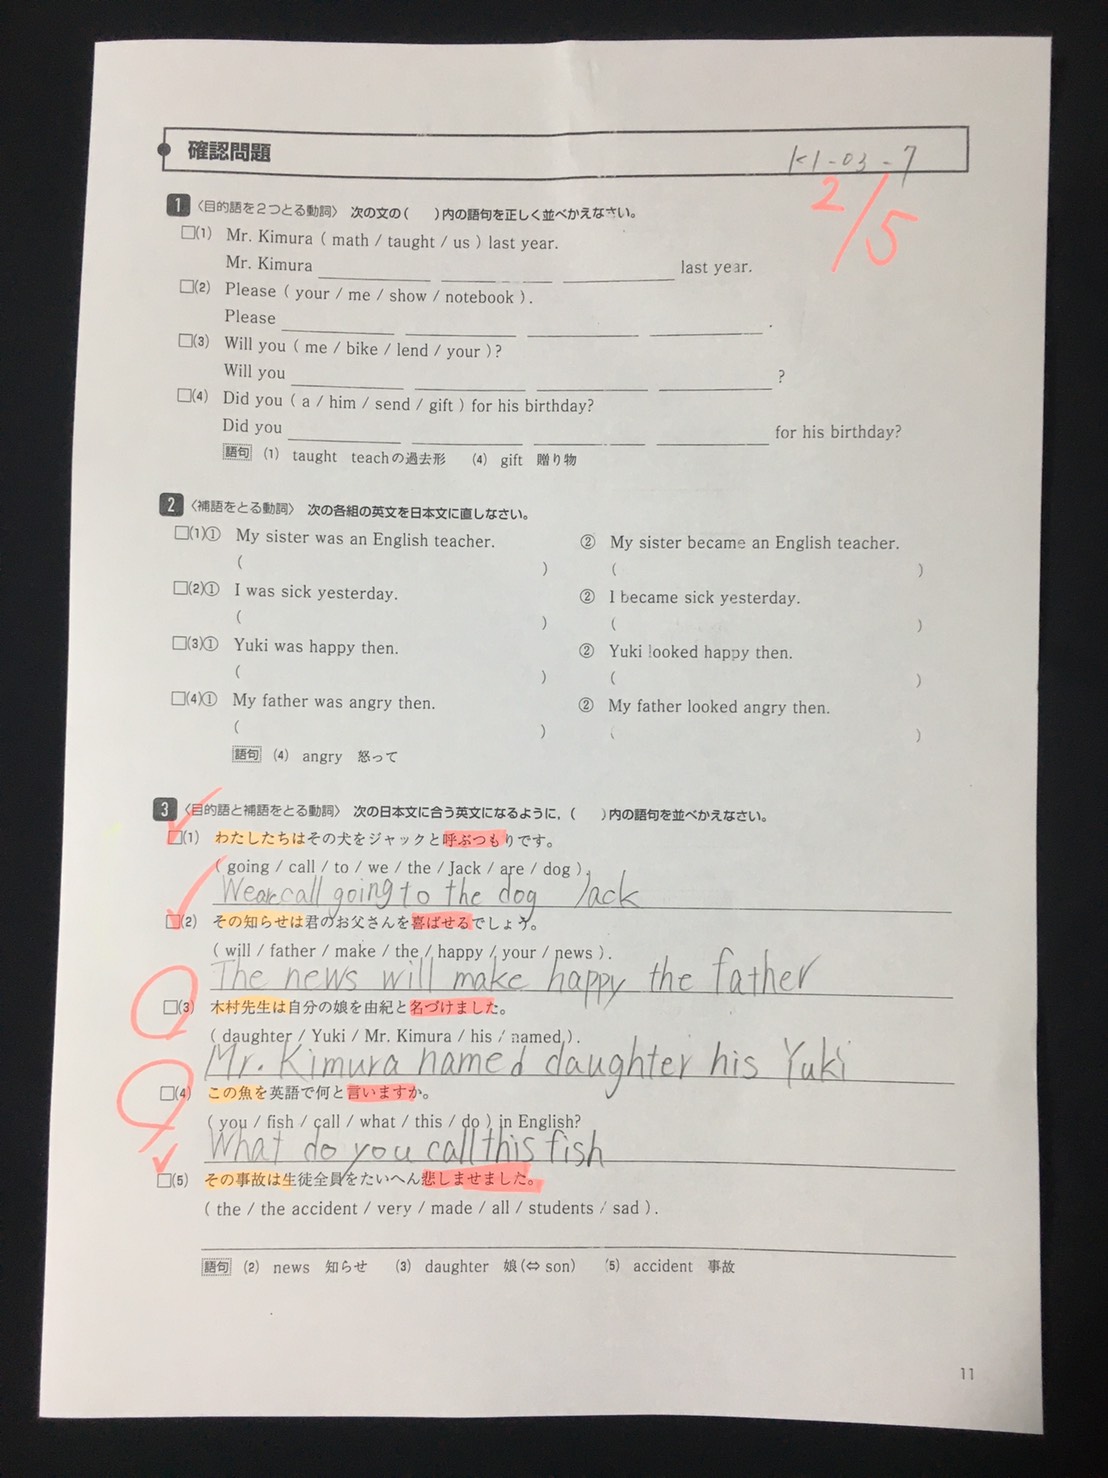 確認問題
K1-03-7
2/5
1 〈目的語を2つとる動詞〉 次の文の(　)内の語句を正しく並べかえなさい。
□(1) Mr. Kimura ( math / taught / us ) last year.
Mr. Kimura ____ ____ ____ last year.
□(2) Please ( your / me / show / notebook ).
Please ____ ____ ____ ____ .
□(3) Will you ( me / bike / lend / your )?
Will you ____ ____ ____ ____ ?
□(4) Did you ( a / him / send / gift ) for his birthday?
Did you ____ ____ ____ ____ for his birthday?
語句 (1) taught teachの過去形 (4) gift 贈り物
2 〈補語をとる動詞〉 次の各組の英文を日本文に直しなさい。
□(1)① My sister was an English teacher. ② My sister became an English teacher.
( ) ( )
□(2)① I was sick yesterday. ② I became sick yesterday.
( ) ( )
□(3)① Yuki was happy then. ② Yuki looked happy then.
( ) ( )
□(4)① My father was angry then. ② My father looked angry then.
( ) ( )
語句 (4) angry 怒って
3 〈目的語と補語をとる動詞〉 次の日本文に合う英文になるように，(　)内の語句を並べかえなさい。
□(1) わたしたちはその犬をジャックと呼ぶつもりです。
( going / call / to / we / the / Jack / are / dog ).
We are call going to the dog Jack
□(2) その知らせは君のお父さんを喜ばせるでしょう。
( will / father / make / the / happy / your / news ).
The news will make happy the father
□(3) 木村先生は自分の娘を由紀と名づけました。
( daughter / Yuki / Mr. Kimura / his / named ).
Mr. Kimura named daughter his Yuki
□(4) この魚を英語で何と言いますか。
( you / fish / call / what / this / do ) in English?
What do you call this fish
□(5) その事故は生徒全員をたいへん悲しませました。
( the / the accident / very / made / all / students / sad ).
語句 (2) news 知らせ (3) daughter 娘(⇔ son) (5) accident 事故
11